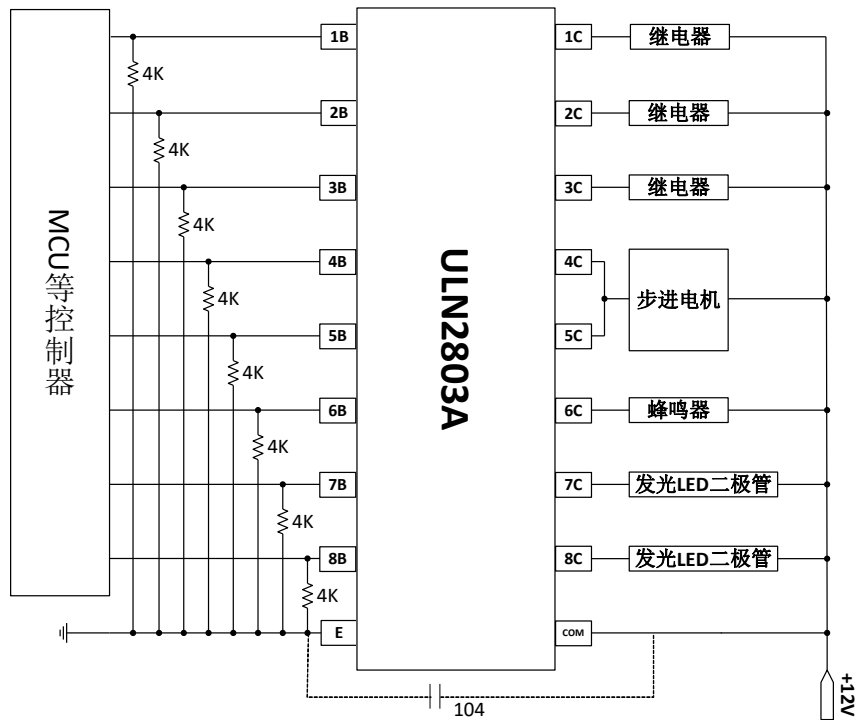 1B
1C
继电器
4K
2B
2C
继电器
4K
3B
3C
继电器
4K
MCU等控制器
ULN2803A
4B
4C
4K
步进电机
5B
5C
4K
6B
6C
蜂鸣器
4K
7B
7C
发光LED二极管
4K
8B
8C
发光LED二极管
4K
E
COM
104
+12V